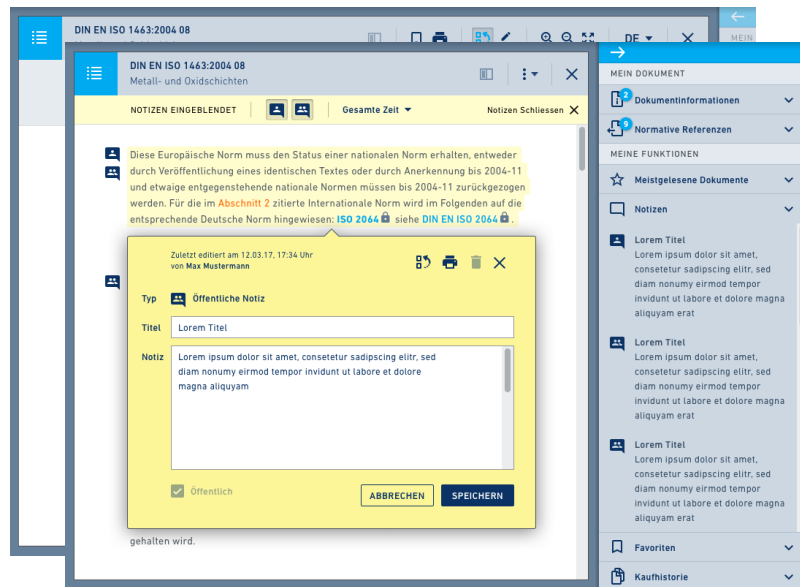 DIN EN ISO 1463:2004 08
DE
MEIN
DIN EN ISO 1463:2004 08
Metall- und Oxidschichten
NOTIZEN EINGEBLENDET
Gesamte Zeit
Notizen Schliessen
Diese Europäische Norm muss den Status einer nationalen Norm erhalten, entweder
durch Veröffentlichung eines identischen Textes oder durch Anerkennung bis 2004-11
und etwaige entgegenstehende nationale Normen müssen bis 2004-11 zurückgezogen
werden. Für die im Abschnitt 2 zitierte Internationale Norm wird im Folgenden auf die
entsprechende Deutsche Norm hingewiesen: ISO 2064 siehe DIN EN ISO 2064 .
Zuletzt editiert am 12.03.17, 17:34 Uhr
von Max Mustermann
Typ Öffentliche Notiz
Titel Lorem Titel
Notiz Lorem ipsum dolor sit amet, consetetur sadipscing elitr, sed
diam nonumy eirmod tempor invidunt ut labore et dolore
magna aliquyam
Öffentlich
ABBRECHEN
SPEICHERN
gehalten wird.
MEIN DOKUMENT
2
Dokumentinformationen
9
Normative Referenzen
MEINE FUNKTIONEN
Meistgelesene Dokumente
Notizen
Lorem Titel
Lorem ipsum dolor sit amet,
consetetur sadipscing elitr, sed
diam nonumy eirmod tempor
invidunt ut labore et dolore magna
aliquyam erat
Lorem Titel
Lorem ipsum dolor sit amet,
consetetur sadipscing elitr, sed
diam nonumy eirmod tempor
invidunt ut labore et dolore magna
aliquyam erat
Lorem Titel
Lorem ipsum dolor sit amet,
consetetur sadipscing elitr, sed
diam nonumy eirmod tempor
invidunt ut labore et dolore magna
aliquyam erat
Favoriten
Kaufhistorie